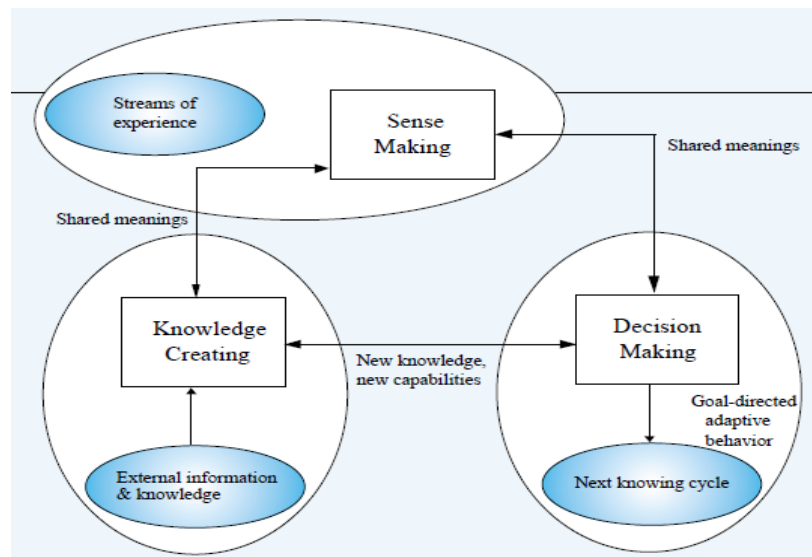 Streams of
experience
Sense
Making
Shared meanings
Shared meanings
Knowledge
Creating
Decision
Making
New knowledge,
new capabilities
Goal-directed
adaptive
behavior
External information
& knowledge
Next knowing cycle